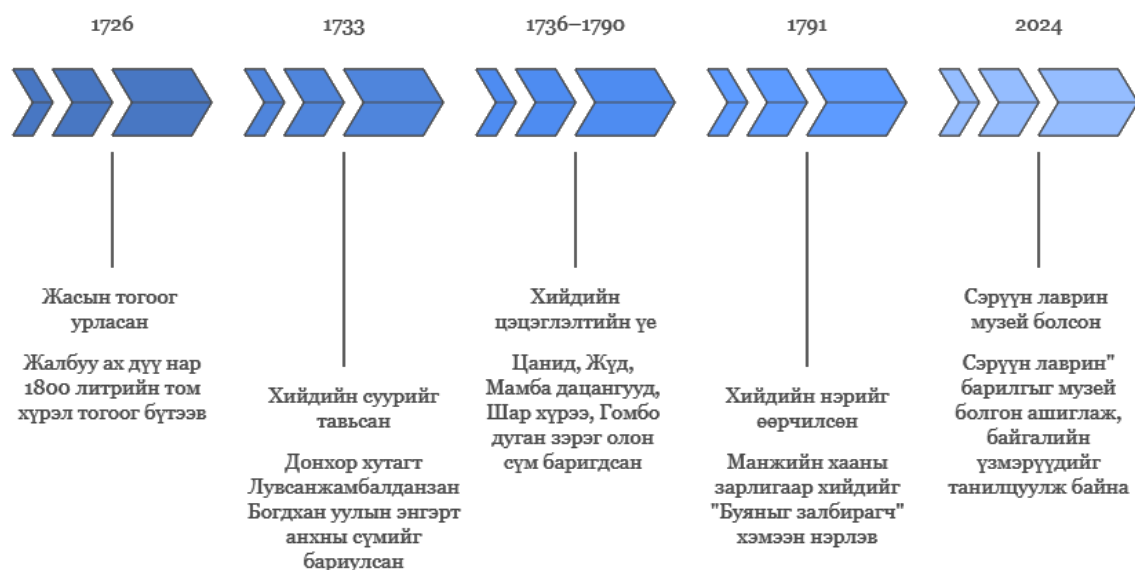 1726
1733
1736–1790
1791
2024
Жасын тогоог
урласан
Жалбуу ах дүү нар
1800 литрийн том
хүрэл тогоог бүтээв
Хийдийн суурийг
тавьсан
Донхор хутагт
Лувсанжамбалданзан
Богдхан уулын энгэрт
анхны сүмийг
бариулсан
Хийдийн
цэцэглэлтийн үе
Цанид, Жүд,
Мамба дацангууд,
Шар хүрээ, Гомбо
дуган зэрэг олон
сүм баригдсан
Хийдийн нэрийг
өөрчилсөн
Манжийн хааны
зарлигаар хийдийг
"Буяныг залбирагч"
хэмээн нэрлэв
Сэрүүн лаврин
музей болсон
Сэрүүн лаврин"
барилгыг музей
болгон ашиглаж,
байгалийн
үзмэрүүдийг
танилцуулж байна